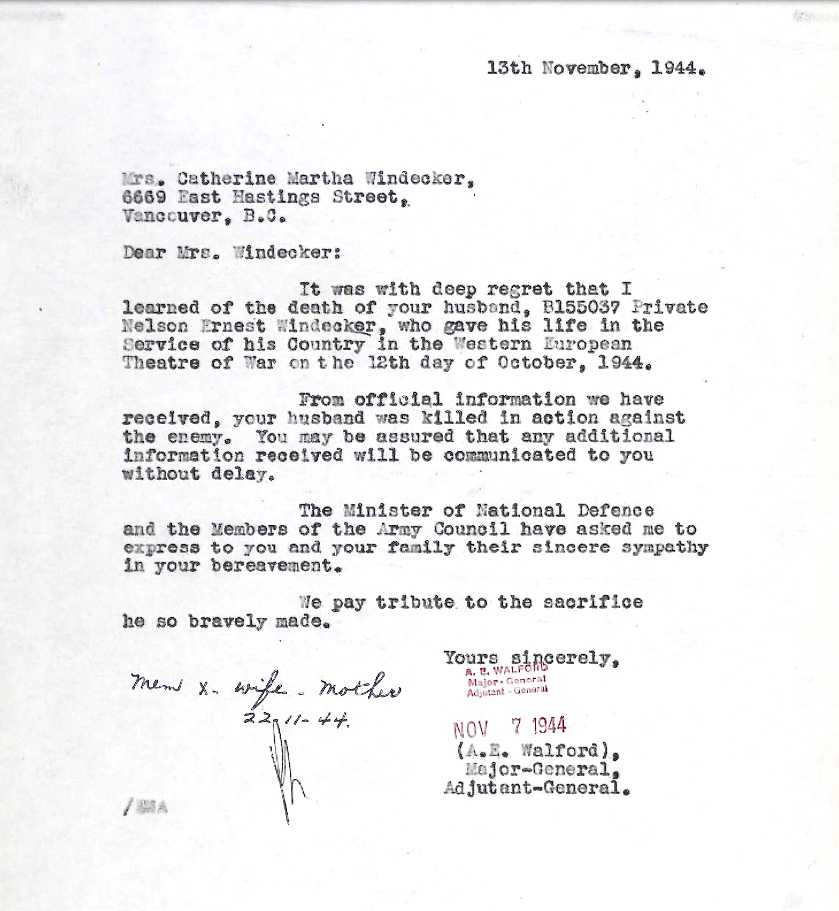 13th November, 1944.
Mrs. Catherine Martha Windecker,
6669 East Hastings Street,
Vancouver, B.C.
Dear Mrs. Windecker:
It was with deep regret that I
learned of the death of your husband, B155037 Private
Nelson Ernest Windecker, who gave his life in the
Service of his Country in the Western European
Theatre of War on the 12th day of October, 1944.
From official information we have
received, your husband was killed in action against
the enemy. You may be assured that any additional
information received will be communicated to you
without delay.
The Minister of National Defence
and the Members of the Army Council have asked me to
express to you and your family their sincere sympathy
in your bereavement.
We pay tribute to the sacrifice
he so bravely made.
Yours sincerely,
A. E. WALFORD
Major-General
Adjutant-General
Mem X. wife - Mother
22-11-44.
NOV 7 1944
(A.E. Walford),
Major-General,
Adjutant-General.